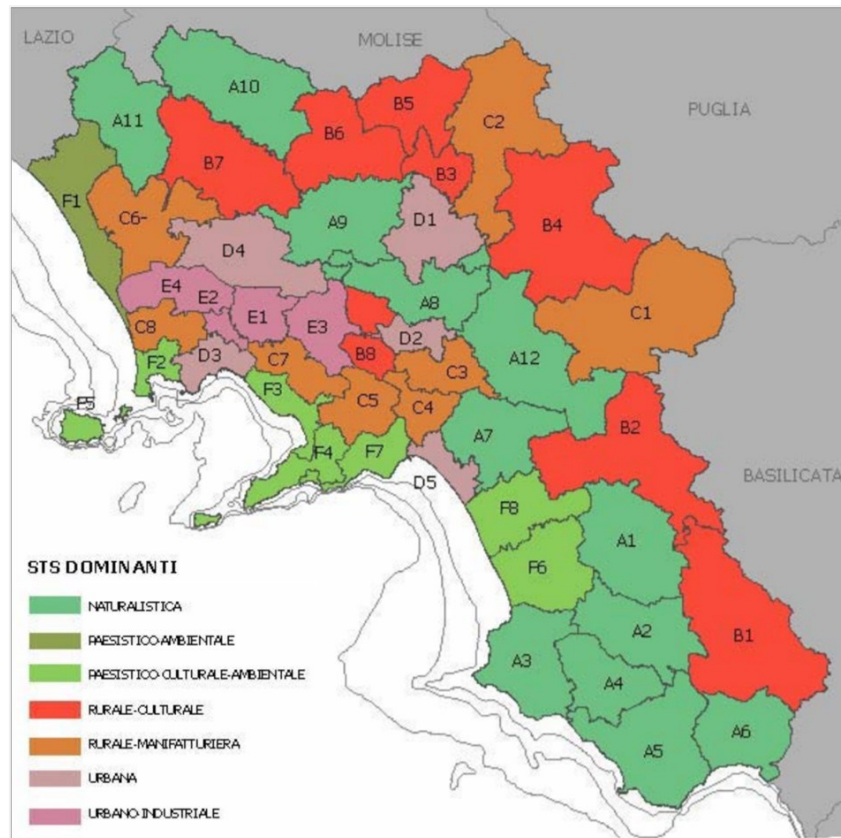 LAZIO
MOLISE
PUGLIA
BASILICATA
A10
A11
B5
B6
C2
B7
B3
F1
C6-
A9
D1
B4
D4
E4
E2
A8
E1
E3
C1
C8
D2
A12
F2
D3
C7
B8
C3
F3
C5
C4
F5
B2
F4
F7
A7
D5
F8
A1
F6
A2
B1
A3
A4
A5
A6
STS DOMINANTI
NATURALISTICA
PAESISTICO-AMBIENTALE
PAESISTICO-CULTURALE-AMBIENTALE
RURALE-CULTURALE
RURALE-MANIFATTURIERA
URBANA
URBANO-INDUSTRIALE